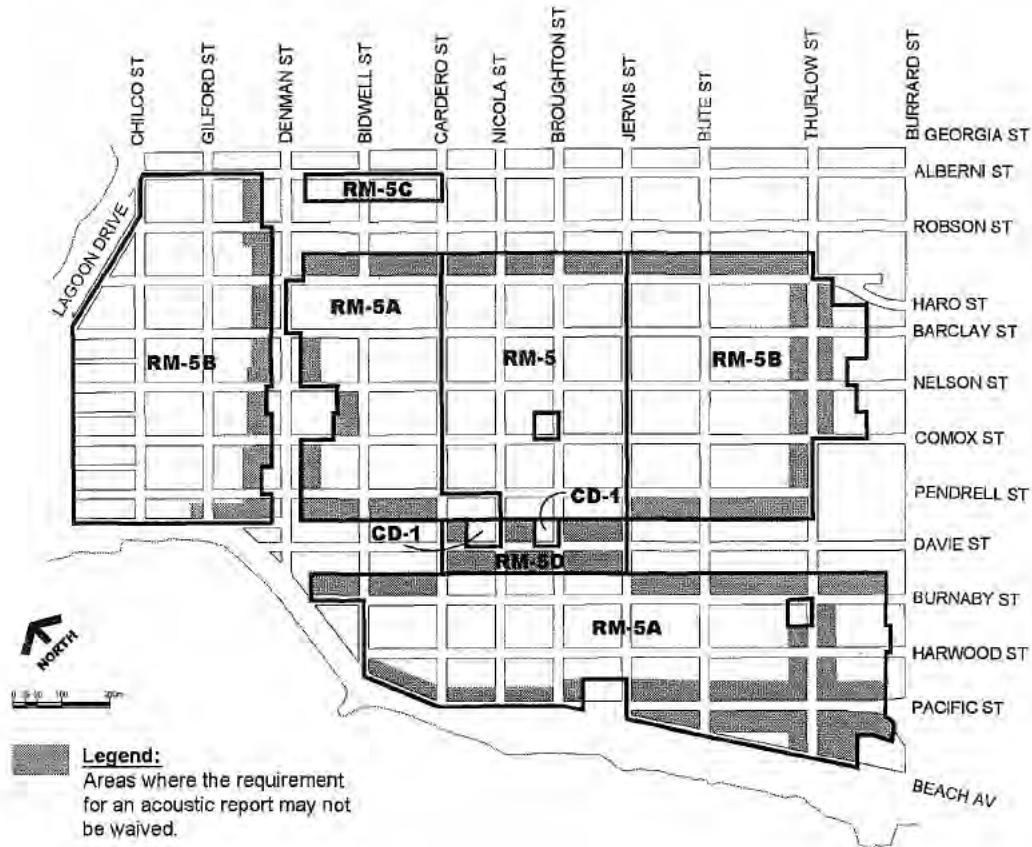 CHILCO ST
GILFORD ST
DENMAN ST
BIDWELL ST
CARDERO ST
NICOLA ST
BROUGHTON ST
JERVIS ST
BUTE ST
THURLOW ST
BURRARD ST
GEORGIA ST
ALBERNI ST
ROBSON ST
HARO ST
BARCLAY ST
NELSON ST
COMOX ST
PENDRELL ST
DAVIE ST
BURNABY ST
HARWOOD ST
PACIFIC ST
BEACH AV
LAGOON DRIVE
RM-5C
RM-5A
RM-5
RM-5B
RM-5B
CD-1
CD-1
RM-5D
RM-5A
NORTH
0
100
Legend:
Areas where the requirement
for an acoustic report may not
be waived.